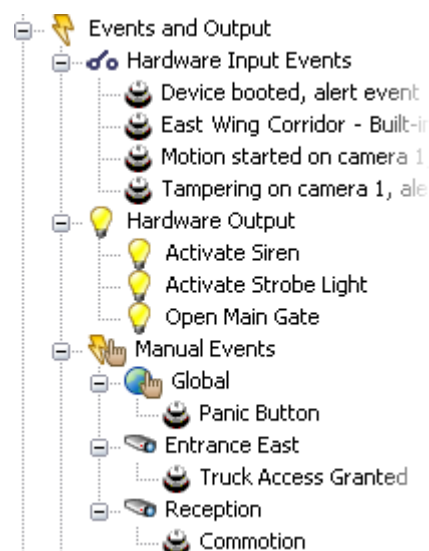 Events and Output
Hardware Input Events
Device booted, alert event
East Wing Corridor - Built-in
Motion started on camera 1,
Tampering on camera 1, ale
Hardware Output
Activate Siren
Activate Strobe Light
Open Main Gate
Manual Events
Global
Panic Button
Entrance East
Truck Access Granted
Reception
Commotion